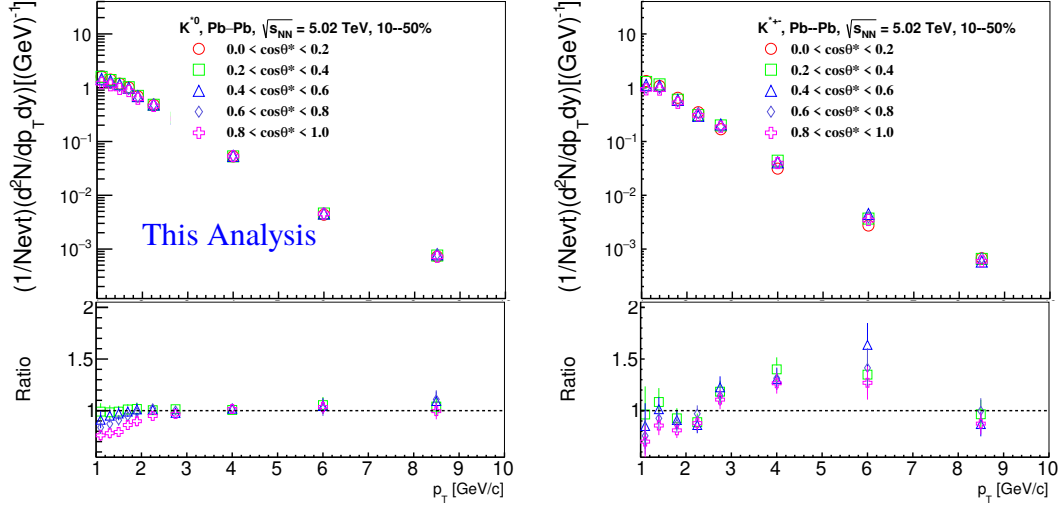 K*0, Pb–Pb, √sNN = 5.02 TeV, 10--50%
0.0 < cosθ* < 0.2
0.2 < cosθ* < 0.4
0.4 < cosθ* < 0.6
0.6 < cosθ* < 0.8
0.8 < cosθ* < 1.0
This Analysis
(1/Nevt)(d²N/dp_T dy)[(GeV)⁻¹]
10
1
10⁻¹
10⁻²
10⁻³
Ratio
2
1.5
1
1 2 3 4 5 6 7 8 9 10
p_T [GeV/c]
K*+-, Pb--Pb, √sNN = 5.02 TeV, 10--50%
0.0 < cosθ* < 0.2
0.2 < cosθ* < 0.4
0.4 < cosθ* < 0.6
0.6 < cosθ* < 0.8
0.8 < cosθ* < 1.0
(1/Nevt)(d²N/dp_T dy)[(GeV)⁻¹]
10
1
10⁻¹
10⁻²
10⁻³
Ratio
2
1.5
1
1 2 3 4 5 6 7 8 9 10
p_T [GeV/c]